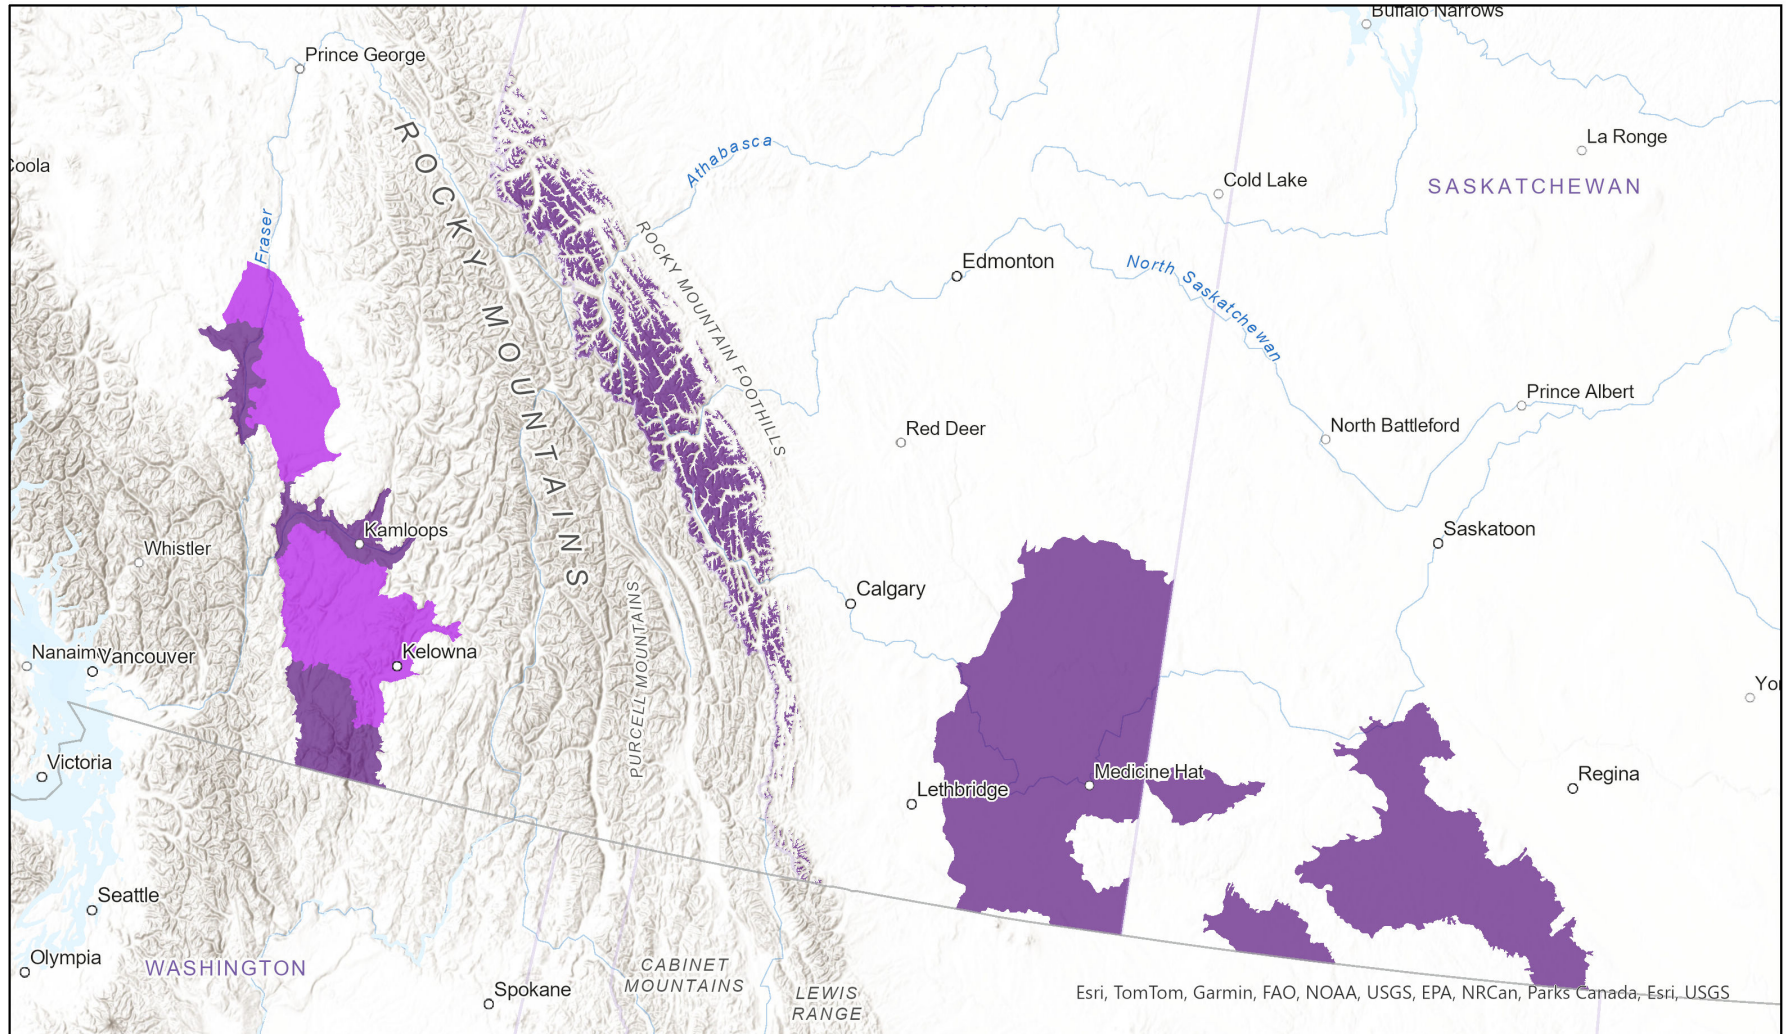 Buffalo Narrows
Prince George
La Ronge
Coola
Athabasca
Cold Lake
SASKATCHEWAN
ROCKY MOUNTAINS
Fraser
ROCKY MOUNTAIN FOOTHILLS
Edmonton
North Saskatchewan
Prince Albert
Red Deer
North Battleford
Kamloops
Saskatoon
Whistler
Calgary
PURCELL MOUNTAINS
Nanaim
Vancouver
Kelowna
Yo
Victoria
Medicine Hat
Regina
Lethbridge
Seattle
Olympia
WASHINGTON
CABINET
MOUNTAINS
Spokane
LEWIS
RANGE
Esri, TomTom, Garmin, FAO, NOAA, USGS, EPA, NRCan, Parks Canada, Esri, USGS